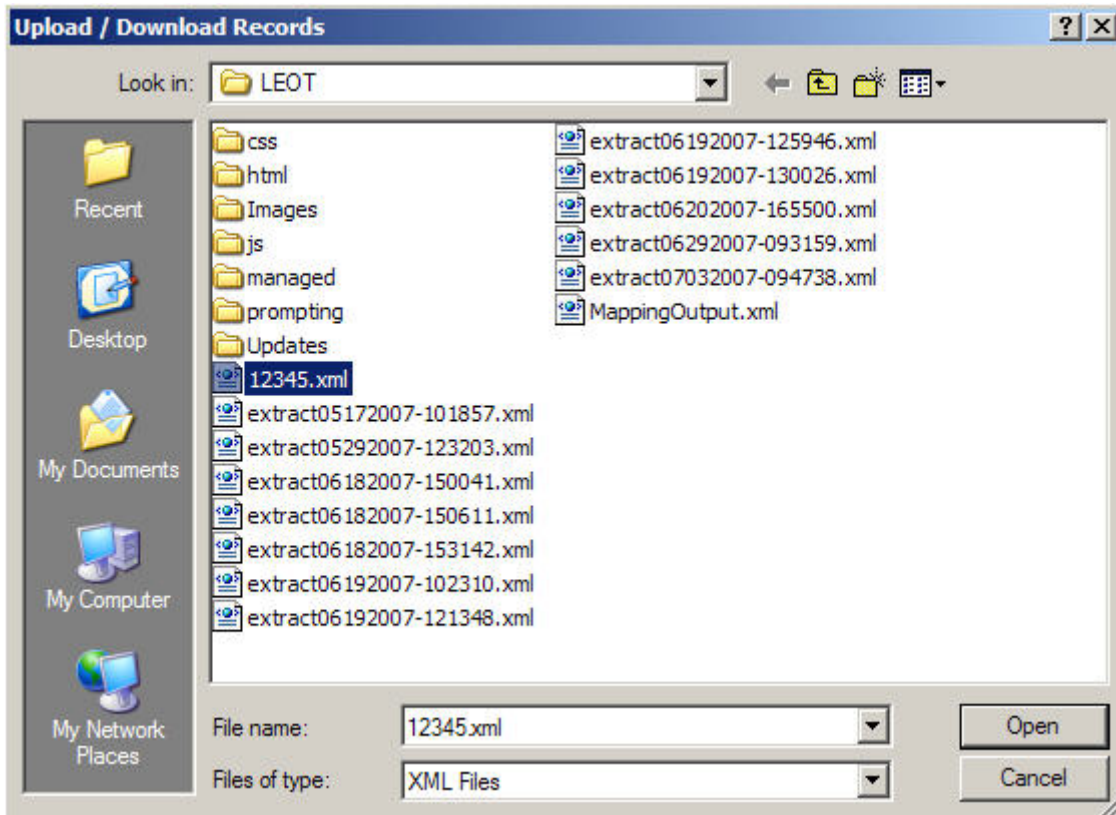 Upload / Download Records
Look in: LEOT
Recent
Desktop
My Documents
My Computer
My Network
Places
css
html
Images
js
managed
prompting
Updates
12345.xml
extract05172007-101857.xml
extract05292007-123203.xml
extract06182007-150041.xml
extract06182007-150611.xml
extract06182007-153142.xml
extract06192007-102310.xml
extract06192007-121348.xml
extract06192007-125946.xml
extract06192007-130026.xml
extract06202007-165500.xml
extract06292007-093159.xml
extract07032007-094738.xml
MappingOutput.xml
File name: 12345.xml Open
Files of type: XML Files Cancel